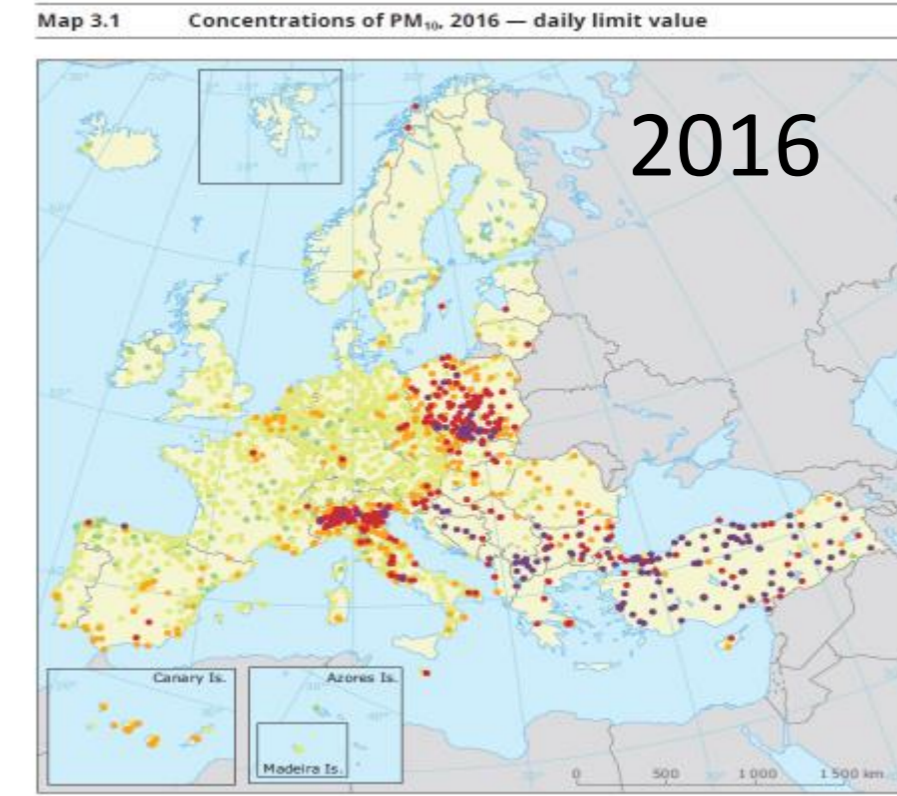 Map 3.1 Concentrations of PM₁₀, 2016 — daily limit value
2016
Canary Is.
Azores Is.
Madeira Is.
0 500 1 000 1 500 km